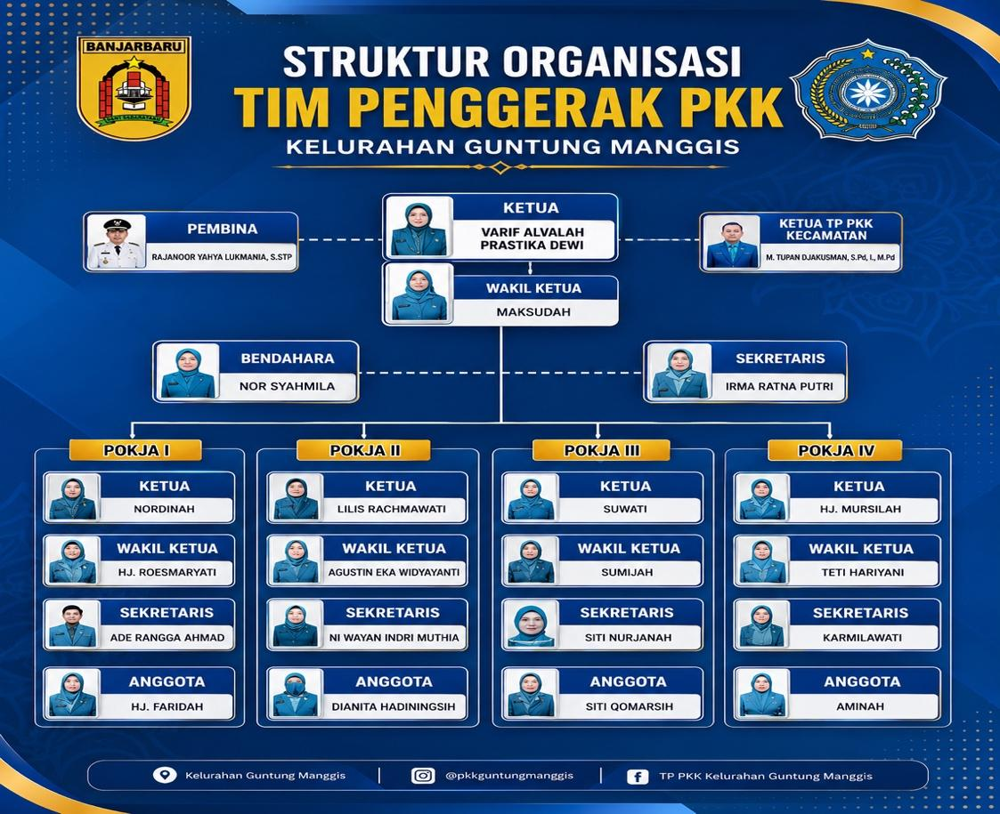 BANJARBARU
STRUKTUR ORGANISASI
TIM PENGGERAK PKK
KELURAHAN GUNTUNG MANGGIS
PEMBINA
RAJANOOR YAHYA LUKMANIA, S.STP
KETUA
VARIF ALVALAH
PRASTIKA DEWI
KETUA TP PKK
KECAMATAN
M. TUPAN DJAKUSMAN, S.Pd, I., M.Pd
WAKIL KETUA
MAKSUDAH
BENDAHARA
NOR SYAHMILA
SEKRETARIS
IRMA RATNA PUTRI
POKJA I
KETUA
NORDINAH
WAKIL KETUA
HJ. ROESMARYATI
SEKRETARIS
ADE RANGGA AHMAD
ANGGOTA
HJ. FARIDAH
POKJA II
KETUA
LILIS RACHMAWATI
WAKIL KETUA
AGUSTIN EKA WIDYAYANTI
SEKRETARIS
NI WAYAN INDRI MUTHIA
ANGGOTA
DIANITA HADININGSIH
POKJA III
KETUA
SUWATI
WAKIL KETUA
SUMIJAH
SEKRETARIS
SITI NURJANAH
ANGGOTA
SITI QOMARSIH
POKJA IV
KETUA
HJ. MURSILAH
WAKIL KETUA
TETI HARIYANI
SEKRETARIS
KARMILAWATI
ANGGOTA
AMINAH
Kelurahan Guntung Manggis
@pkkguntungmanggis
TP PKK Kelurahan Guntung Manggis